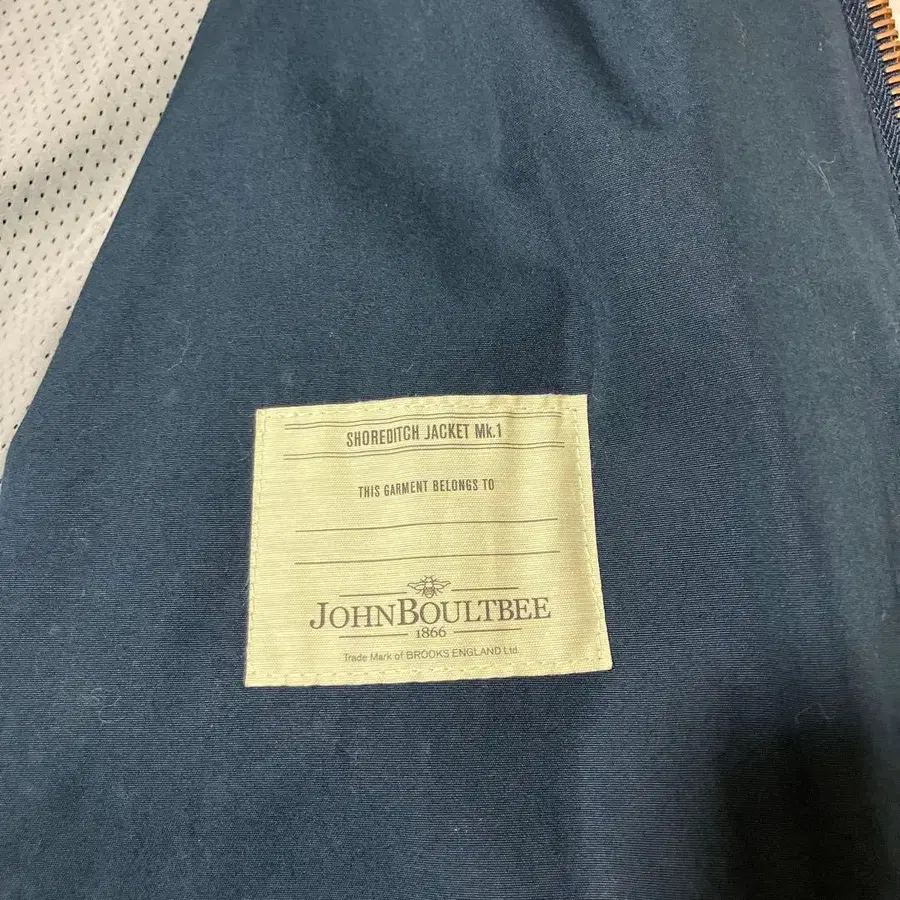 SHOREDITCH JACKET Mk.1
THIS GARMENT BELONGS TO
JOHNBOULTBEE
1866
Trade Mark of BROOKS ENGLAND Ltd.